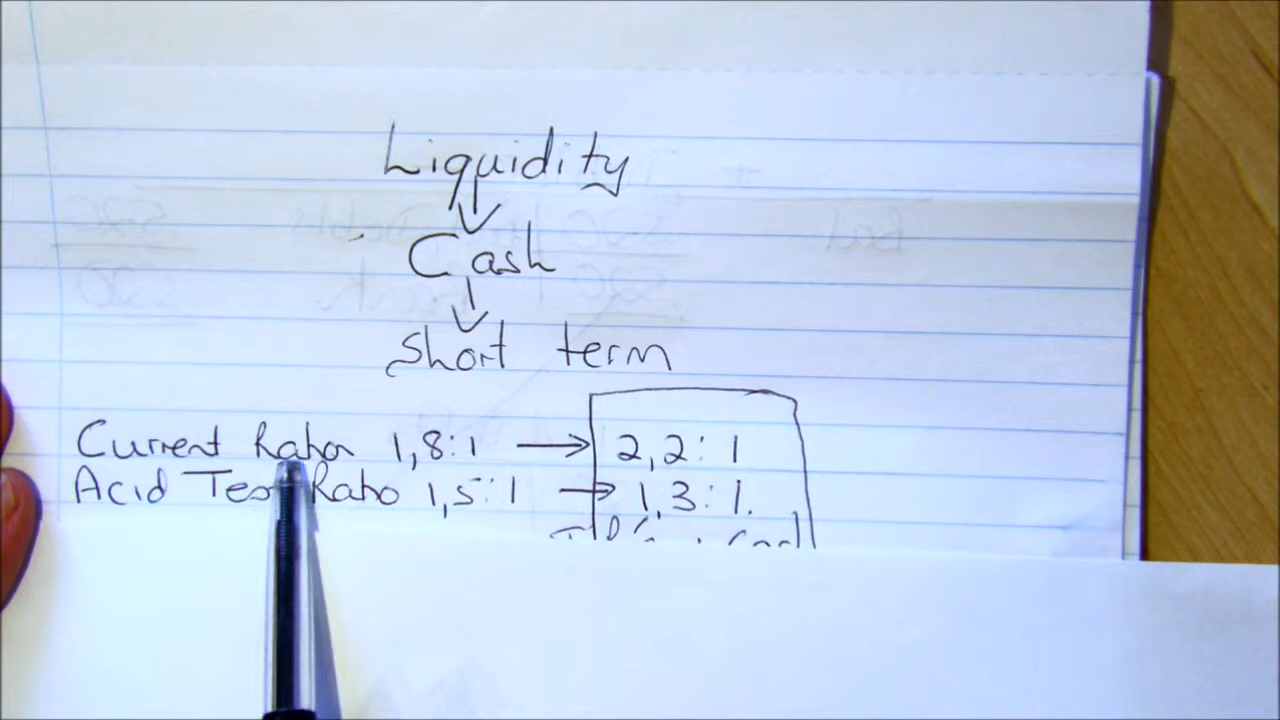 Liquidity
Cash
Short term
Current Ratio 1,8:1 → 2,2:1
Acid Test Ratio 1,5:1 → 1,3:1.